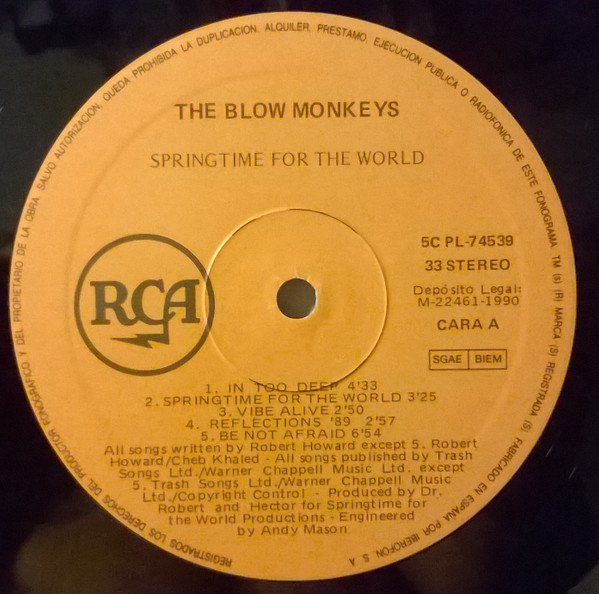 REGISTRADOS LOS DERECHOS DEL PRODUCTOR FONOGRAFICO Y DEL PROPIETARIO DE LA OBRA. SALVO AUTORIZACION, QUEDA PROHIBIDA LA DUPLICACION, ALQUILER, PRESTAMO, EJECUCION PUBLICA O RADIOFONICA DE ESTE FONOGRAMA. TM (s) (R) MARCA (S) REGISTRADA (S) FABRICADO EN ESPAÑA POR IBEROFON, S. A.
THE BLOW MONKEYS
SPRINGTIME FOR THE WORLD
5C PL-74539
33 STEREO
Depósito Legal:
M-22461-1990
CARA A
RCA
SGAE BIEM
1. IN TOO DEEP 4'33
2. SPRINGTIME FOR THE WORLD 3'25
3. VIBE ALIVE 2'50
4. REFLECTIONS '89 2'57
5. BE NOT AFRAID 6'54
All songs written by Robert Howard except 5. Robert
Howard/Cheb Khaled - All songs published by Trash
Songs Ltd./Warner Chappell Music Ltd. except
5. Trash Songs Ltd./Warner Chappell Music
Ltd./Copyright Control - Produced by Dr.
Robert and Hector for Springtime for
the World Productions - Engineered
by Andy Mason